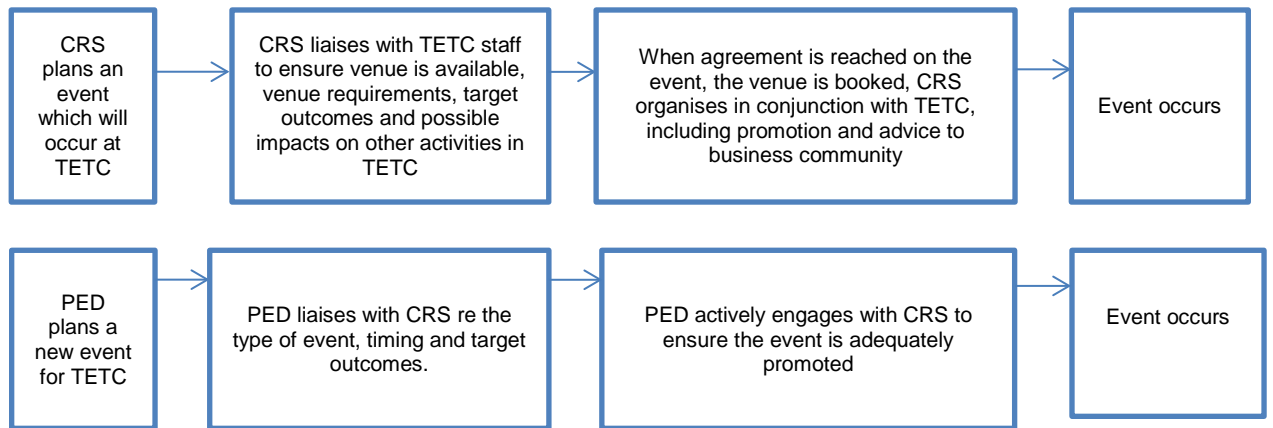 CRS
plans an
event
which will
occur at
TETC
CRS liaises with TETC staff
to ensure venue is available,
venue requirements, target
outcomes and possible
impacts on other activities in
TETC
When agreement is reached on the
event, the venue is booked, CRS
organises in conjunction with TETC,
including promotion and advice to
business community
Event occurs
PED
plans a
new event
for TETC
PED liaises with CRS re the
type of event, timing and target
outcomes.
PED actively engages with CRS to
ensure the event is adequately
promoted
Event occurs